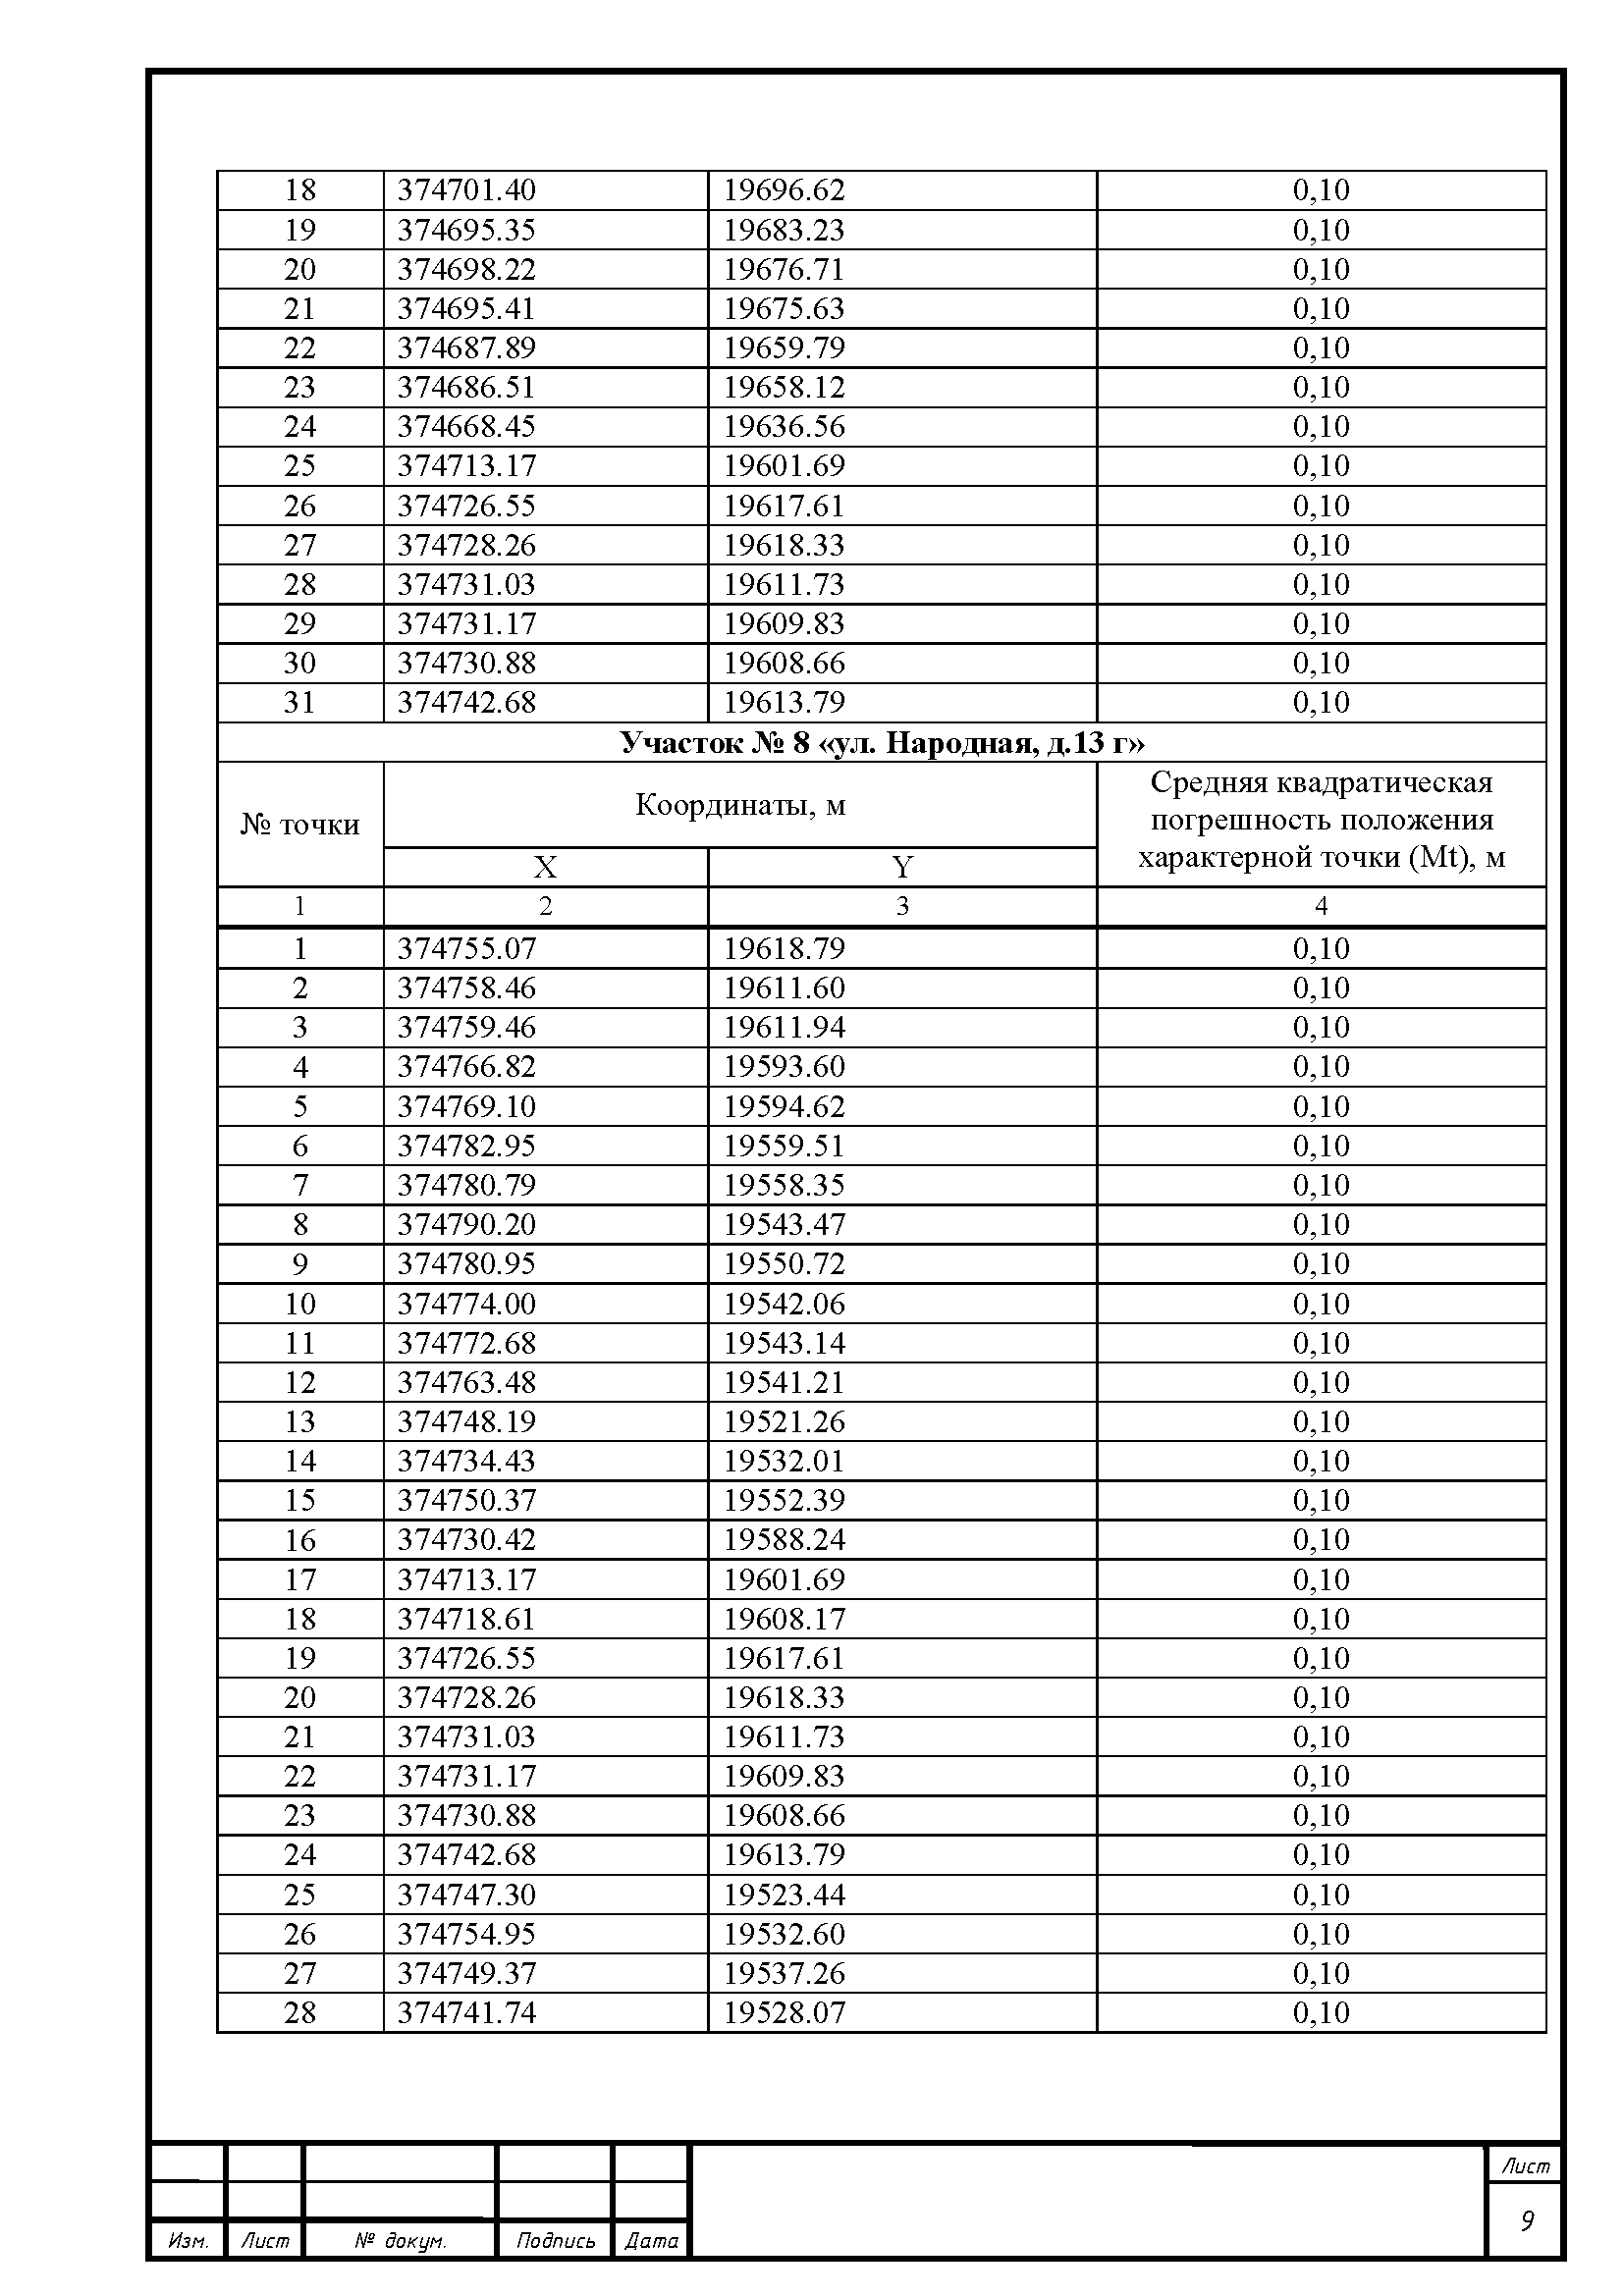 18 374701.40 19696.62 0,10
19 374695.35 19683.23 0,10
20 374698.22 19676.71 0,10
21 374695.41 19675.63 0,10
22 374687.89 19659.79 0,10
23 374686.51 19658.12 0,10
24 374668.45 19636.56 0,10
25 374713.17 19601.69 0,10
26 374726.55 19617.61 0,10
27 374728.26 19618.33 0,10
28 374731.03 19611.73 0,10
29 374731.17 19609.83 0,10
30 374730.88 19608.66 0,10
31 374742.68 19613.79 0,10
Участок № 8 «ул. Народная, д.13 г»
№ точки
Координаты, м
Средняя квадратическая
погрешность положения
характерной точки (Mt), м
X Y
1 2 3 4
1 374755.07 19618.79 0,10
2 374758.46 19611.60 0,10
3 374759.46 19611.94 0,10
4 374766.82 19593.60 0,10
5 374769.10 19594.62 0,10
6 374782.95 19559.51 0,10
7 374780.79 19558.35 0,10
8 374790.20 19543.47 0,10
9 374780.95 19550.72 0,10
10 374774.00 19542.06 0,10
11 374772.68 19543.14 0,10
12 374763.48 19541.21 0,10
13 374748.19 19521.26 0,10
14 374734.43 19532.01 0,10
15 374750.37 19552.39 0,10
16 374730.42 19588.24 0,10
17 374713.17 19601.69 0,10
18 374718.61 19608.17 0,10
19 374726.55 19617.61 0,10
20 374728.26 19618.33 0,10
21 374731.03 19611.73 0,10
22 374731.17 19609.83 0,10
23 374730.88 19608.66 0,10
24 374742.68 19613.79 0,10
25 374747.30 19523.44 0,10
26 374754.95 19532.60 0,10
27 374749.37 19537.26 0,10
28 374741.74 19528.07 0,10
Лист
9
Изм. Лист № докум. Подпись Дата